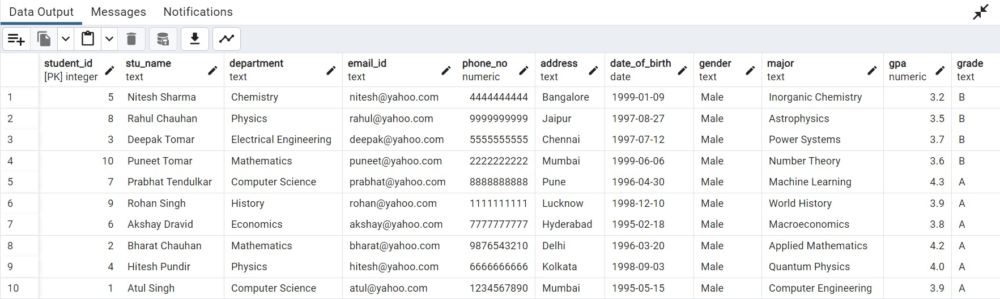 Data Output Messages Notifications
student_id stu_name department email_id phone_no address date_of_birth gender major gpa grade
[PK] integer text text text numeric text date text text numeric text
1 5 Nitesh Sharma Chemistry nitesh@yahoo.com 4444444444 Bangalore 1999-01-09 Male Inorganic Chemistry 3.2 B
2 8 Rahul Chauhan Physics rahul@yahoo.com 9999999999 Jaipur 1997-08-27 Male Astrophysics 3.5 B
3 3 Deepak Tomar Electrical Engineering deepak@yahoo.com 5555555555 Chennai 1997-07-12 Male Power Systems 3.7 B
4 10 Puneet Tomar Mathematics puneet@yahoo.com 2222222222 Mumbai 1999-06-06 Male Number Theory 3.6 B
5 7 Prabhat Tendulkar Computer Science prabhat@yahoo.com 8888888888 Pune 1996-04-30 Male Machine Learning 4.3 A
6 9 Rohan Singh History rohan@yahoo.com 1111111111 Lucknow 1998-12-10 Male World History 3.9 A
7 6 Akshay Dravid Economics akshay@yahoo.com 7777777777 Hyderabad 1995-02-18 Male Macroeconomics 3.8 A
8 2 Bharat Chauhan Mathematics bharat@yahoo.com 9876543210 Delhi 1996-03-20 Male Applied Mathematics 4.2 A
9 4 Hitesh Pundir Physics hitesh@yahoo.com 6666666666 Kolkata 1998-09-03 Male Quantum Physics 4.0 A
10 1 Atul Singh Computer Science atul@yahoo.com 1234567890 Mumbai 1995-05-15 Male Computer Engineering 3.9 A